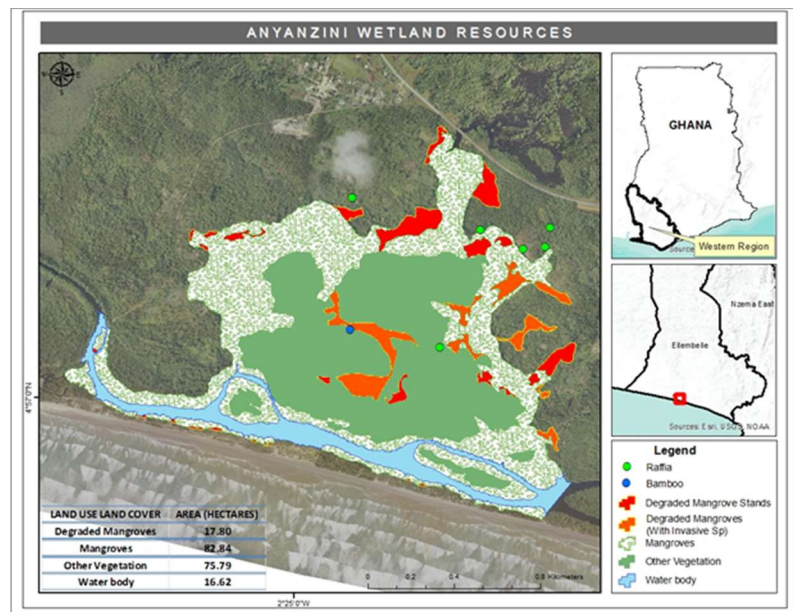 ANYANZINI WETLAND RESOURCES
N
S
GHANA
Western Region
Source
Nzema East
Ellembelle
Sources: Esri, USGS, NOAA
4°57'0"N
LAND USE LAND COVER AREA (HECTARES)
Degraded Mangroves 17.80
Mangroves 82.84
Other Vegetation 75.79
Water body 16.62
0 0.2 0.4 0.8 Kilometers
2°25'0"W
Legend
Raffia
Bamboo
Degraded Mangrove Stands
Degraded Mangroves
(With Invasive Sp)
Mangroves
Other Vegetation
Water body